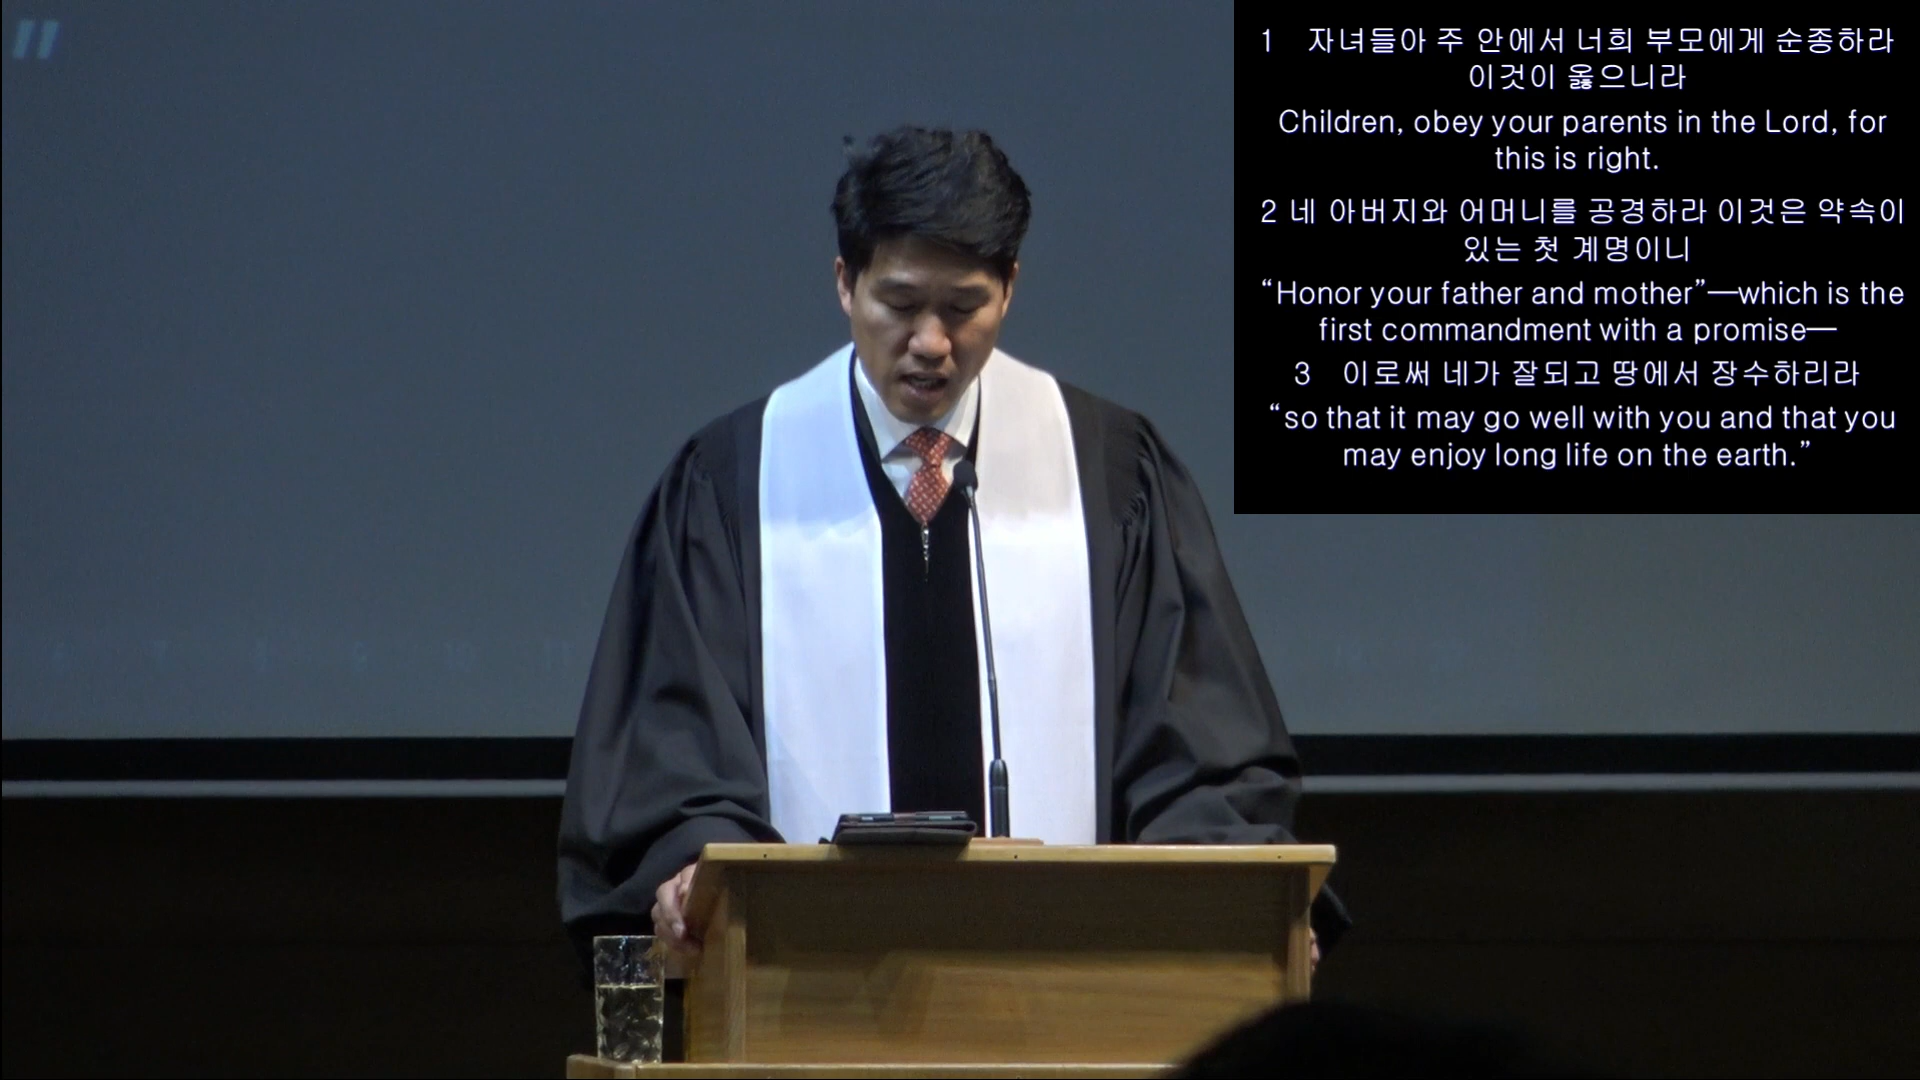 1 자녀들아 주 안에서 너희 부모에게 순종하라
이것이 옳으니라
Children, obey your parents in the Lord, for
this is right.
2 네 아버지와 어머니를 공경하라 이것은 약속이
있는 첫 계명이니
“Honor your father and mother”—which is the
first commandment with a promise—
3 이로써 네가 잘되고 땅에서 장수하리라
“so that it may go well with you and that you
may enjoy long life on the earth.”